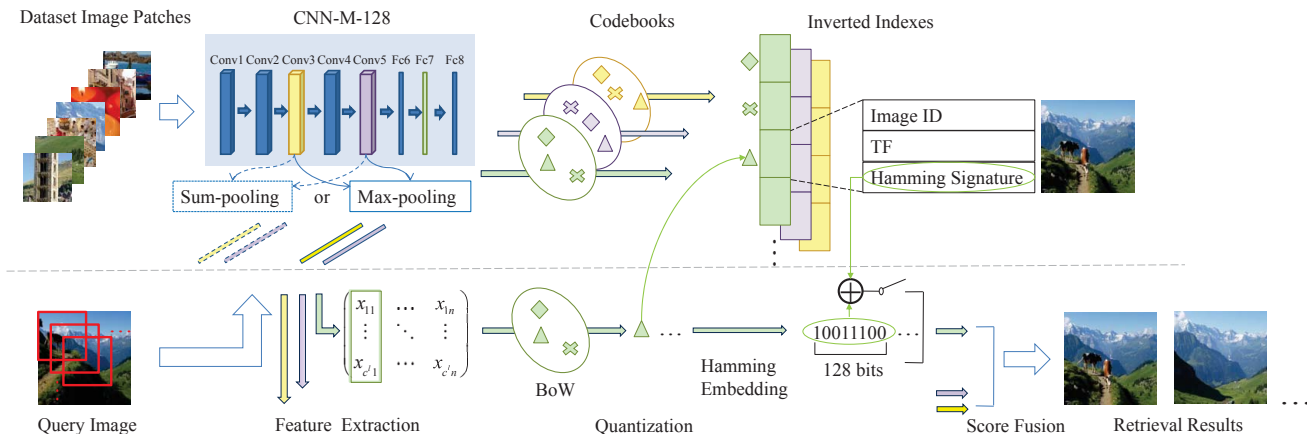 Dataset Image Patches
CNN-M-128
Codebooks
Inverted Indexes
Conv1 Conv2 Conv3 Conv4 Conv5 Fc6 Fc7 Fc8
Image ID
TF
Hamming Signature
Sum-pooling
or
Max-pooling
x₁₁ ⋯ x₁ₙ
⋮ ⋱ ⋮
x_{c^l 1} ⋯ x_{c^l n}
...
10011100 ...
128 bits
BoW
Hamming
Embedding
Query Image
Feature Extraction
Quantization
Score Fusion
Retrieval Results
...